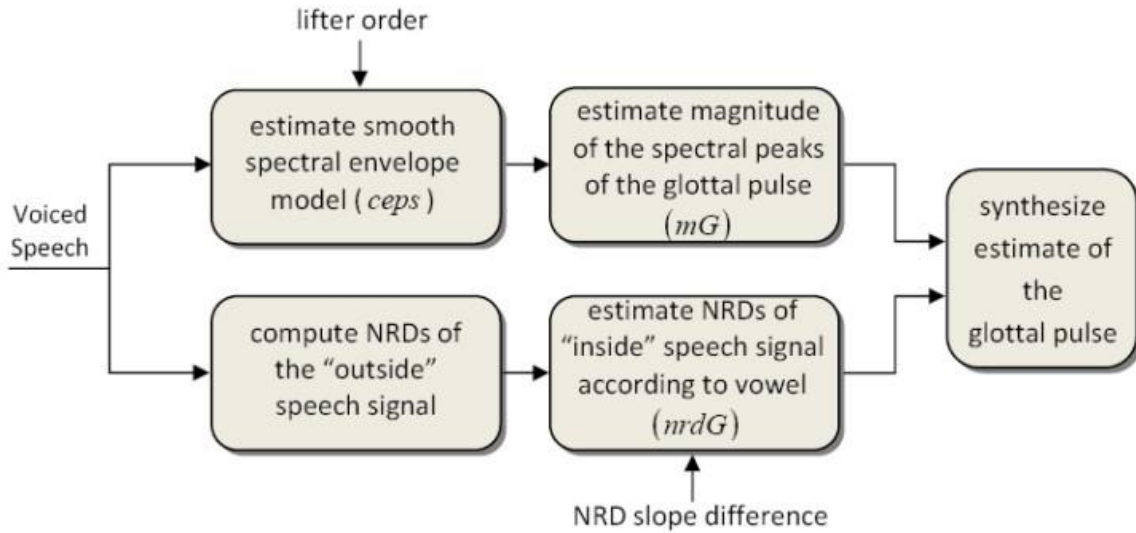 lifter order
estimate smooth
spectral envelope
model (ceps)
estimate magnitude
of the spectral peaks
of the glottal pulse
(mG)
Voiced
Speech
synthesize
estimate of
the
glottal pulse
compute NRDs of
the “outside”
speech signal
estimate NRDs of
“inside” speech signal
according to vowel
(nrdG)
NRD slope difference